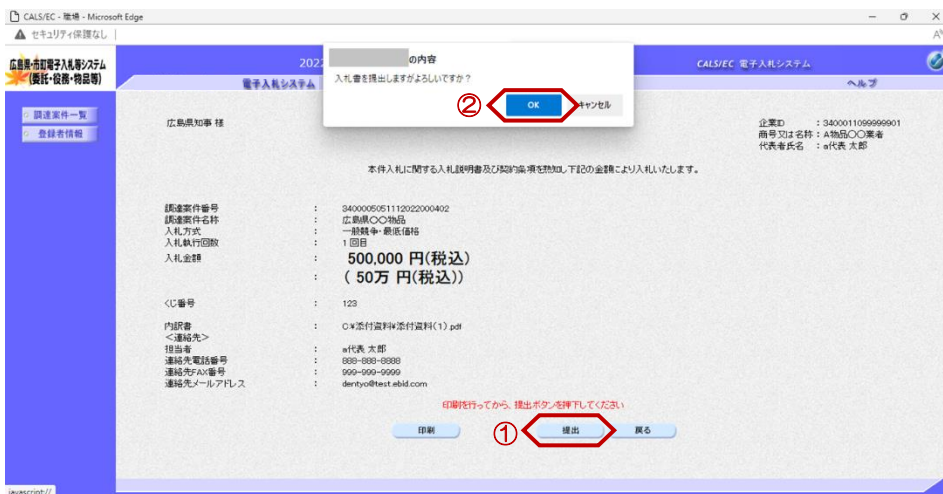 CALS/EC - 職場 - Microsoft Edge
セキュリティ保護なし
広島県・市町電子入札等システム
(委託・役務・物品等)
2022
CALS/EC 電子入札システム
電子入札システム
ヘルプ
の内容
入札書を提出しますがよろしいですか?
②
OK
キャンセル
調達案件一覧
登録者情報
広島県知事 様
企業ID : 3400011099999901
商号又は名称 : A物品○○業者
代表者氏名 : a代表 太郎
本件入札に関する入札説明書及び契約条項を熟知し、下記の金額により入札いたします。
調達案件番号 : 340000505111202200402
調達案件名称 : 広島県○○物品
入札方式 : 一般競争・最低価格
入札執行回数 : 1回目
入札金額 : 500,000 円(税込)
: ( 50万 円(税込))
くじ番号 : 123
内訳書 : C:¥添付資料¥添付資料(1).pdf
<連絡先>
担当者 : a代表 太郎
連絡先電話番号 : 888-888-8888
連絡先FAX番号 : 999-999-9999
連絡先メールアドレス : dentyo@test.ebid.com
印刷を行ってから、提出ボタンを押下してください
印刷
①
提出
戻る
javascript://